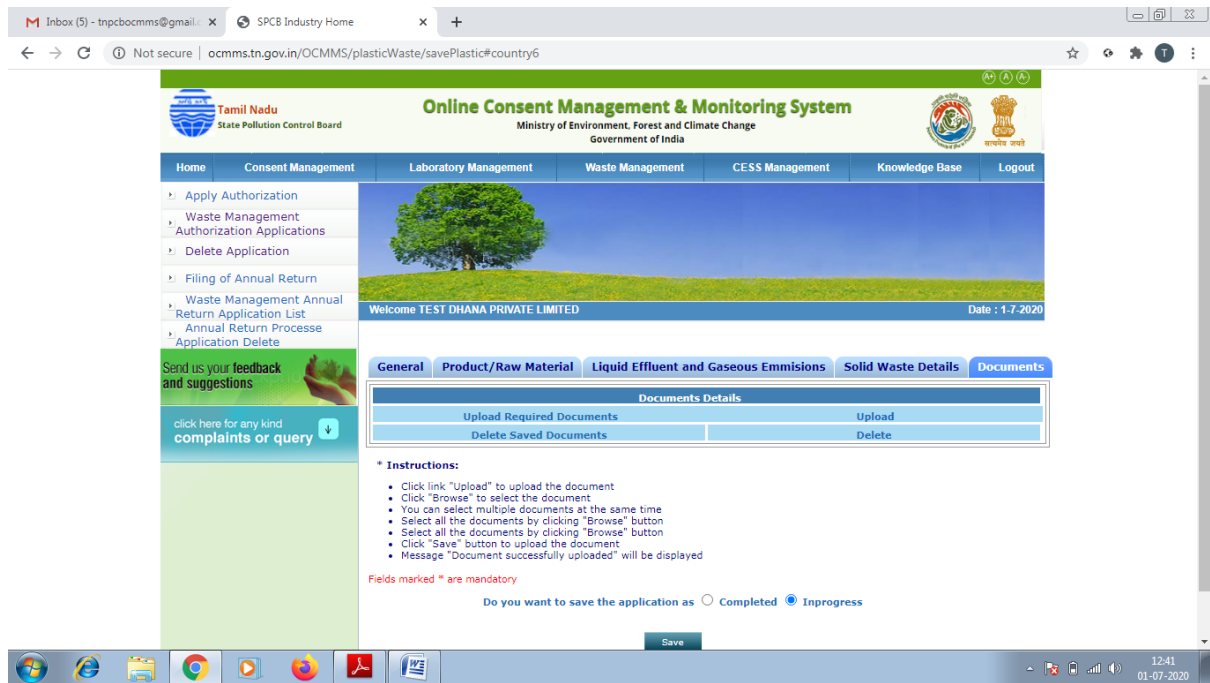 Inbox (5) - tnpcbocmms@gmail.c
SPCB Industry Home
Not secure | ocmms.tn.gov.in/OCMMS/plasticWaste/savePlastic#country6
T
A+ A A-
Tamil Nadu
State Pollution Control Board
Online Consent Management & Monitoring System
Ministry of Environment, Forest and Climate Change
Government of India
सत्यमेव जयते
Home Consent Management Laboratory Management Waste Management CESS Management Knowledge Base Logout
Apply Authorization
Waste Management
Authorization Applications
Delete Application
Filing of Annual Return
Waste Management Annual
Return Application List
Annual Return Processe
Application Delete
Send us your feedback
and suggestions
click here for any kind
complaints or query
Welcome TEST DHANA PRIVATE LIMITED Date : 1-7-2020
General Product/Raw Material Liquid Effluent and Gaseous Emmisions Solid Waste Details Documents
Documents Details
Upload Required Documents Upload
Delete Saved Documents Delete
* Instructions:
• Click link "Upload" to upload the document
• Click "Browse" to select the document
• You can select multiple documents at the same time
• Select all the documents by clicking "Browse" button
• Select all the documents by clicking "Browse" button
• Click "Save" button to upload the document
• Message "Document successfully uploaded" will be displayed
Fields marked * are mandatory
Do you want to save the application as Completed Inprogress
Save
12:41
01-07-2020